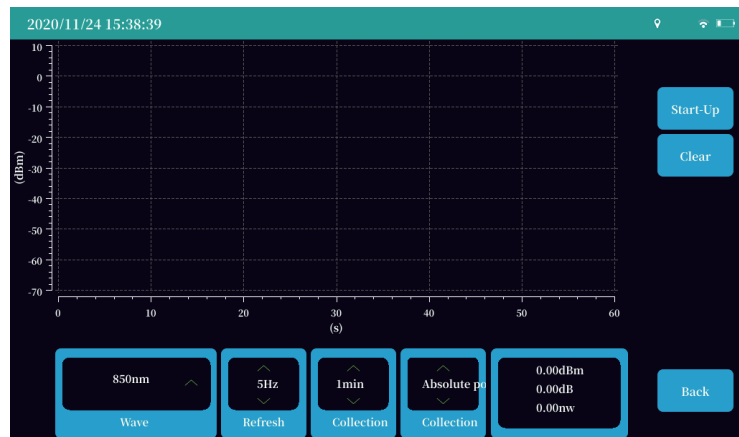 2020/11/24 15:38:39
10
0
-10
-20
-30
-40
-50
-60
-70
(dBm)
0 10 20 30 40 50 60
(s)
Start-Up
Clear
850nm
Wave
5Hz
Refresh
1min
Collection
Absolute po
Collection
0.00dBm
0.00dB
0.00nw
Back